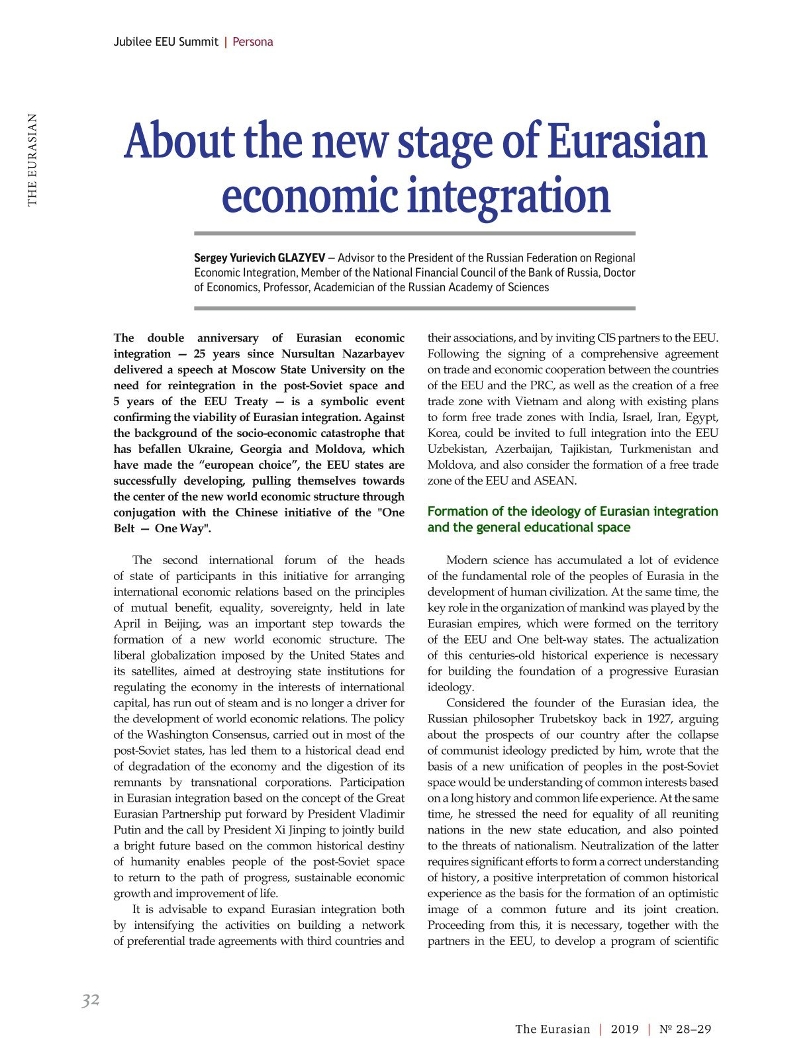 Jubilee EEU Summit | Persona
THE EURASIAN
About the new stage of Eurasian
economic integration
Sergey Yurievich GLAZYEV — Advisor to the President of the Russian Federation on Regional
Economic Integration, Member of the National Financial Council of the Bank of Russia, Doctor
of Economics, Professor, Academician of the Russian Academy of Sciences
The double anniversary of Eurasian economic
integration — 25 years since Nursultan Nazarbayev
delivered a speech at Moscow State University on the
need for reintegration in the post-Soviet space and
5 years of the EEU Treaty — is a symbolic event
confirming the viability of Eurasian integration. Against
the background of the socio-economic catastrophe that
has befallen Ukraine, Georgia and Moldova, which
have made the “european choice”, the EEU states are
successfully developing, pulling themselves towards
the center of the new world economic structure through
conjugation with the Chinese initiative of the "One
Belt — One Way".
The second international forum of the heads
of state of participants in this initiative for arranging
international economic relations based on the principles
of mutual benefit, equality, sovereignty, held in late
April in Beijing, was an important step towards the
formation of a new world economic structure. The
liberal globalization imposed by the United States and
its satellites, aimed at destroying state institutions for
regulating the economy in the interests of international
capital, has run out of steam and is no longer a driver for
the development of world economic relations. The policy
of the Washington Consensus, carried out in most of the
post-Soviet states, has led them to a historical dead end
of degradation of the economy and the digestion of its
remnants by transnational corporations. Participation
in Eurasian integration based on the concept of the Great
Eurasian Partnership put forward by President Vladimir
Putin and the call by President Xi Jinping to jointly build
a bright future based on the common historical destiny
of humanity enables people of the post-Soviet space
to return to the path of progress, sustainable economic
growth and improvement of life.
It is advisable to expand Eurasian integration both
by intensifying the activities on building a network
of preferential trade agreements with third countries and
their associations, and by inviting CIS partners to the EEU.
Following the signing of a comprehensive agreement
on trade and economic cooperation between the countries
of the EEU and the PRC, as well as the creation of a free
trade zone with Vietnam and along with existing plans
to form free trade zones with India, Israel, Iran, Egypt,
Korea, could be invited to full integration into the EEU
Uzbekistan, Azerbaijan, Tajikistan, Turkmenistan and
Moldova, and also consider the formation of a free trade
zone of the EEU and ASEAN.
Formation of the ideology of Eurasian integration
and the general educational space
Modern science has accumulated a lot of evidence
of the fundamental role of the peoples of Eurasia in the
development of human civilization. At the same time, the
key role in the organization of mankind was played by the
Eurasian empires, which were formed on the territory
of the EEU and One belt-way states. The actualization
of this centuries-old historical experience is necessary
for building the foundation of a progressive Eurasian
ideology.
Considered the founder of the Eurasian idea, the
Russian philosopher Trubetskoy back in 1927, arguing
about the prospects of our country after the collapse
of communist ideology predicted by him, wrote that the
basis of a new unification of peoples in the post-Soviet
space would be understanding of common interests based
on a long history and common life experience. At the same
time, he stressed the need for equality of all reuniting
nations in the new state education, and also pointed
to the threats of nationalism. Neutralization of the latter
requires significant efforts to form a correct understanding
of history, a positive interpretation of common historical
experience as the basis for the formation of an optimistic
image of a common future and its joint creation.
Proceeding from this, it is necessary, together with the
partners in the EEU, to develop a program of scientific
32
The Eurasian | 2019 | № 28–29